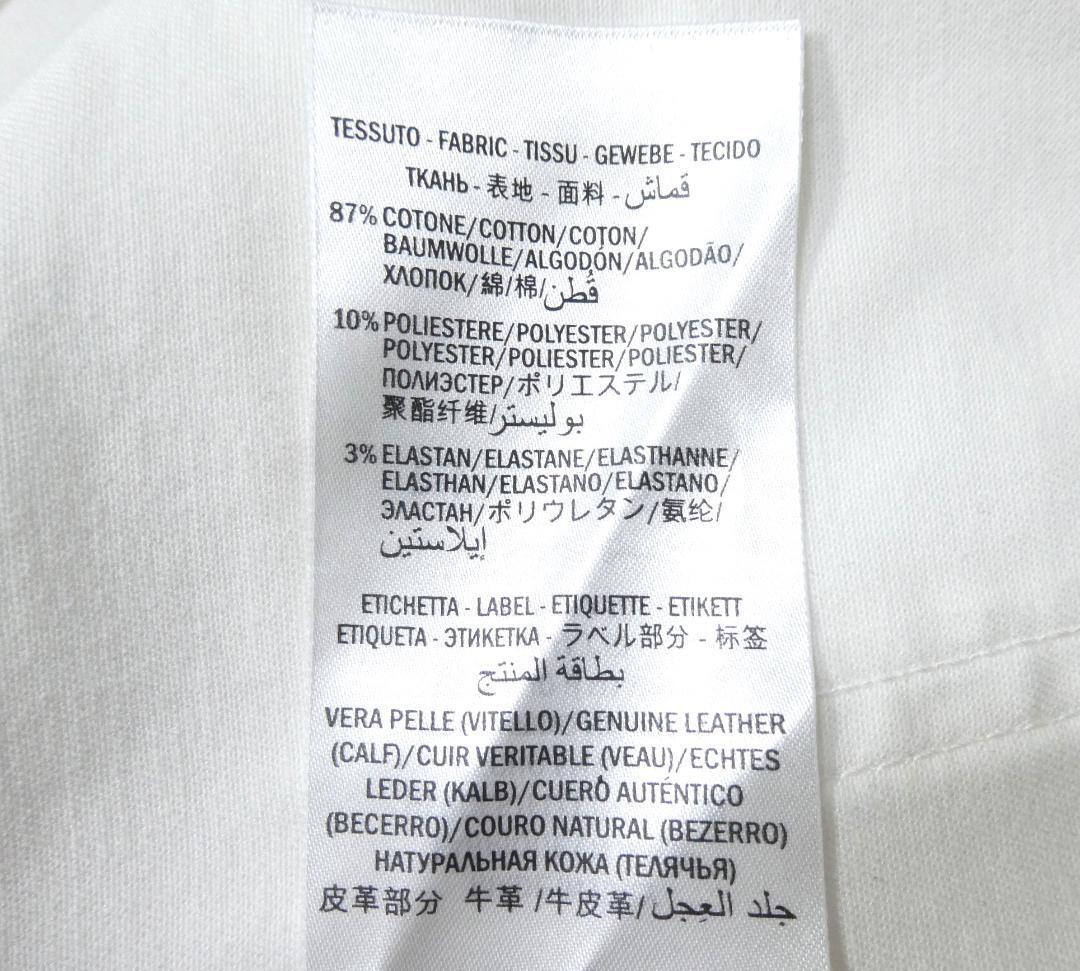 TESSUTO - FABRIC - TISSU - GEWEBE - TECIDO
ТКАНЬ - 表地 - 面料 - قماش
87% COTONE/COTTON/COTON/
BAUMWOLLE/ALGODÓN/ALGODÃO/
ХЛОПОК/綿/棉/قُطن
10% POLIESTERE/POLYESTER/POLYESTER/
POLYESTER/POLIESTER/POLIESTER/
ПОЛИЭСТЕР/ポリエステル/
聚酯纤维/بوليستر
3% ELASTAN/ELASTANE/ELASTHANNE/
ELASTHAN/ELASTANO/ELASTANO/
ЭЛАСТАН/ポリウレタン/氨纶/
إيلاستين
ETICHETTA - LABEL - ETIQUETTE - ETIKETT
ETIQUETA - ЭТИКЕТКА - ラベル部分 - 标签
بطاقة المنتج
VERA PELLE (VITELLO)/GENUINE LEATHER
(CALF)/CUIR VERITABLE (VEAU)/ECHTES
LEDER (KALB)/CUERO AUTÉNTICO
(BECERRO)/COURO NATURAL (BEZERRO)
НАТУРАЛЬНАЯ КОЖА (ТЕЛЯЧЬЯ)
皮革部分 牛革 /牛皮革/جلد العِجل